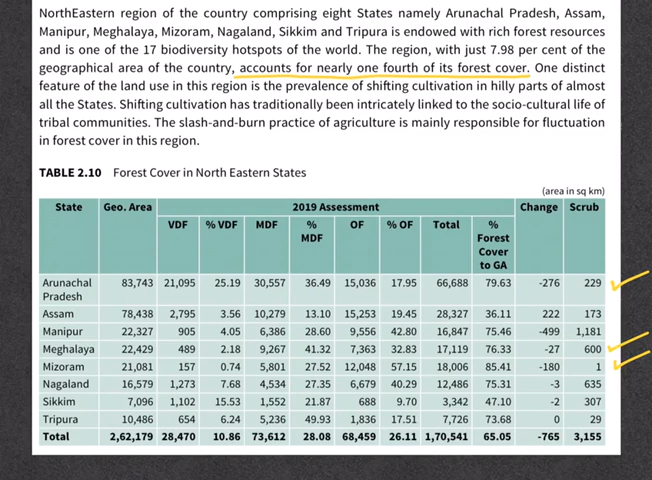 NorthEastern region of the country comprising eight States namely Arunachal Pradesh, Assam,
Manipur, Meghalaya, Mizoram, Nagaland, Sikkim and Tripura is endowed with rich forest resources
and is one of the 17 biodiversity hotspots of the world. The region, with just 7.98 per cent of the
geographical area of the country, accounts for nearly one fourth of its forest cover. One distinct
feature of the land use in this region is the prevalence of shifting cultivation in hilly parts of almost
all the States. Shifting cultivation has traditionally been intricately linked to the socio-cultural life of
tribal communities. The slash-and-burn practice of agriculture is mainly responsible for fluctuation
in forest cover in this region.
TABLE 2.10 Forest Cover in North Eastern States
(area in sq km)
State Geo. Area 2019 Assessment Change Scrub
VDF % VDF MDF % MDF OF % OF Total % Forest Cover to GA
Arunachal Pradesh 83,743 21,095 25.19 30,557 36.49 15,036 17.95 66,688 79.63 -276 229
Assam 78,438 2,795 3.56 10,279 13.10 15,253 19.45 28,327 36.11 222 173
Manipur 22,327 905 4.05 6,386 28.60 9,556 42.80 16,847 75.46 -499 1,181
Meghalaya 22,429 489 2.18 9,267 41.32 7,363 32.83 17,119 76.33 -27 600
Mizoram 21,081 157 0.74 5,801 27.52 12,048 57.15 18,006 85.41 -180 1
Nagaland 16,579 1,273 7.68 4,534 27.35 6,679 40.29 12,486 75.31 -3 635
Sikkim 7,096 1,102 15.53 1,552 21.87 688 9.70 3,342 47.10 -2 307
Tripura 10,486 654 6.24 5,236 49.93 1,836 17.51 7,726 73.68 0 29
Total 2,62,179 28,470 10.86 73,612 28.08 68,459 26.11 1,70,541 65.05 -765 3,155